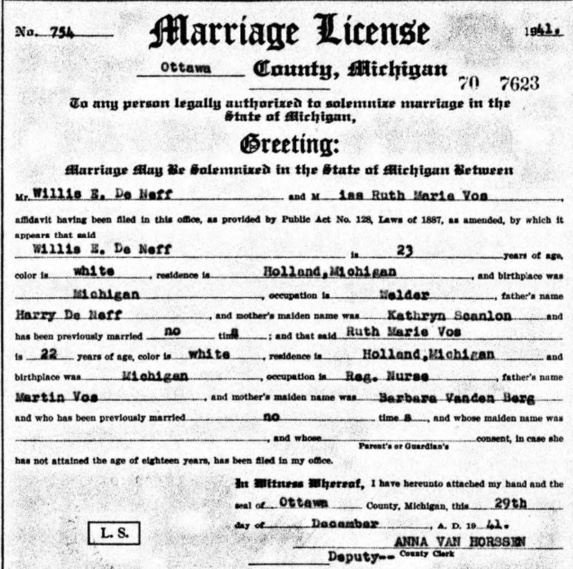 No. 754 Marriage License 1941.
Ottawa County, Michigan
70 7623
To any person legally authorized to solemnize marriage in the
State of Michigan,
Greeting:
Marriage May Be Solemnized in the State of Michigan Between
Mr. Willis E. De Neff and M iss Ruth Marie Vos ,
affidavit having been filed in this office, as provided by Public Act No. 128, Laws of 1887, as amended, by which it
appears that said
Willis E. De Neff is 23 years of age,
color is white , residence is Holland,Michigan , and birthplace was
Michigan , occupation is Welder , father's name
Harry De Neff , and mother's maiden name was Kathryn Scanlon and
has been previously married no time s ; and that said Ruth Marie Vos
is 22 years of age, color is white , residence is Holland,Michigan and
birthplace was Michigan , occupation is Reg. Nurse , father's name
Martin Vos , and mother's maiden name was Barbara Vanden Berg
and who has been previously married no time s , and whose maiden name was
, and whose consent, in case she
Parent's or Guardian's
has not attained the age of eighteen years, has been filed in my office.
In Witness Whereof, I have hereunto attached my hand and the
seal of Ottawa County, Michigan, this 29th
day of December , A. D. 19 41.
L. S.
ANNA VAN HORSSEN
Deputy-- County Clerk